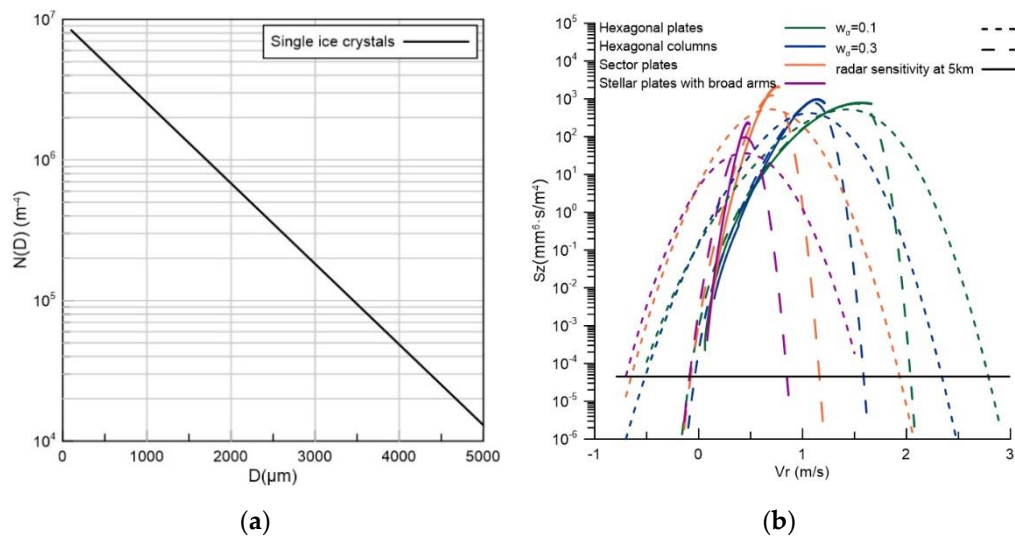 10^7
10^6
10^5
10^4
N(D) (m^-4)
Single ice crystals
0 1000 2000 3000 4000 5000
D(μm)
(a)
10^5
10^4
10^3
10^2
10^1
10^0
10^-1
10^-2
10^-3
10^-4
10^-5
10^-6
Sz(mm^6·s/m^4)
Hexagonal plates
Hexagonal columns
Sector plates
Stellar plates with broad arms
w_σ=0.1
w_σ=0.3
radar sensitivity at 5km
-1 0 1 2 3
Vr (m/s)
(b)